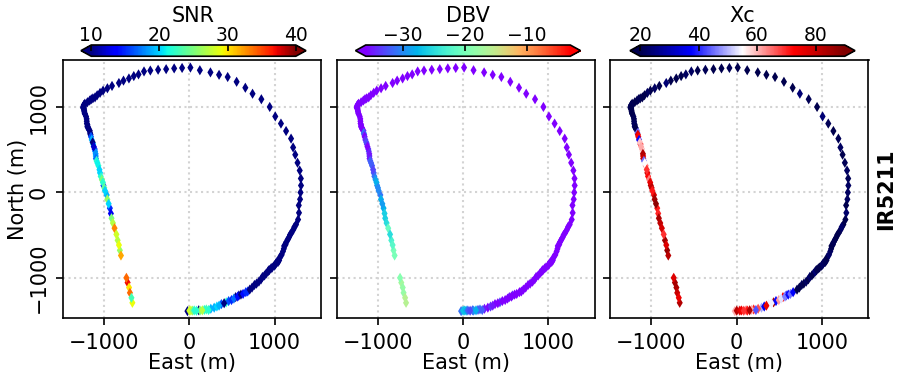 SNR DBV Xc
10 20 30 40 −30 −20 −10 20 40 60 80
North (m)
1000
0
−1000
IR5211
−1000 0 1000 −1000 0 1000 −1000 0 1000
East (m) East (m) East (m)